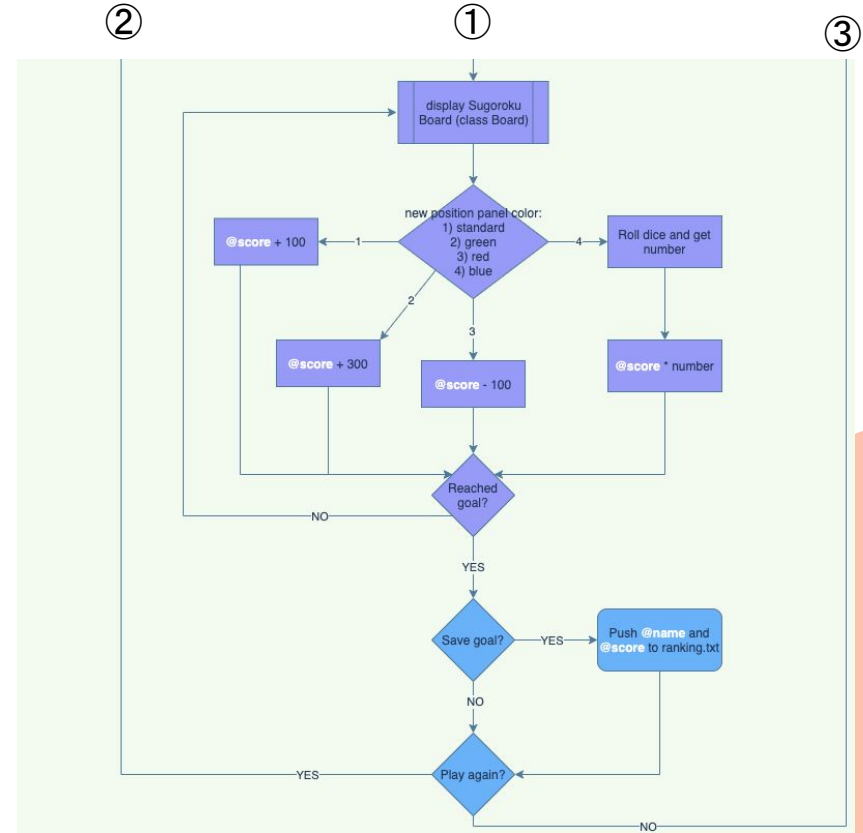 ② ① ③
display Sugoroku
Board (class Board)
new position panel color:
1) standard
2) green
3) red
4) blue
1
@score + 100
4
Roll dice and get
number
2
3
@score + 300
@score - 100
@score * number
Reached
goal?
NO
YES
Save goal?
YES
Push @name and
@score to ranking.txt
NO
Play again?
YES
NO